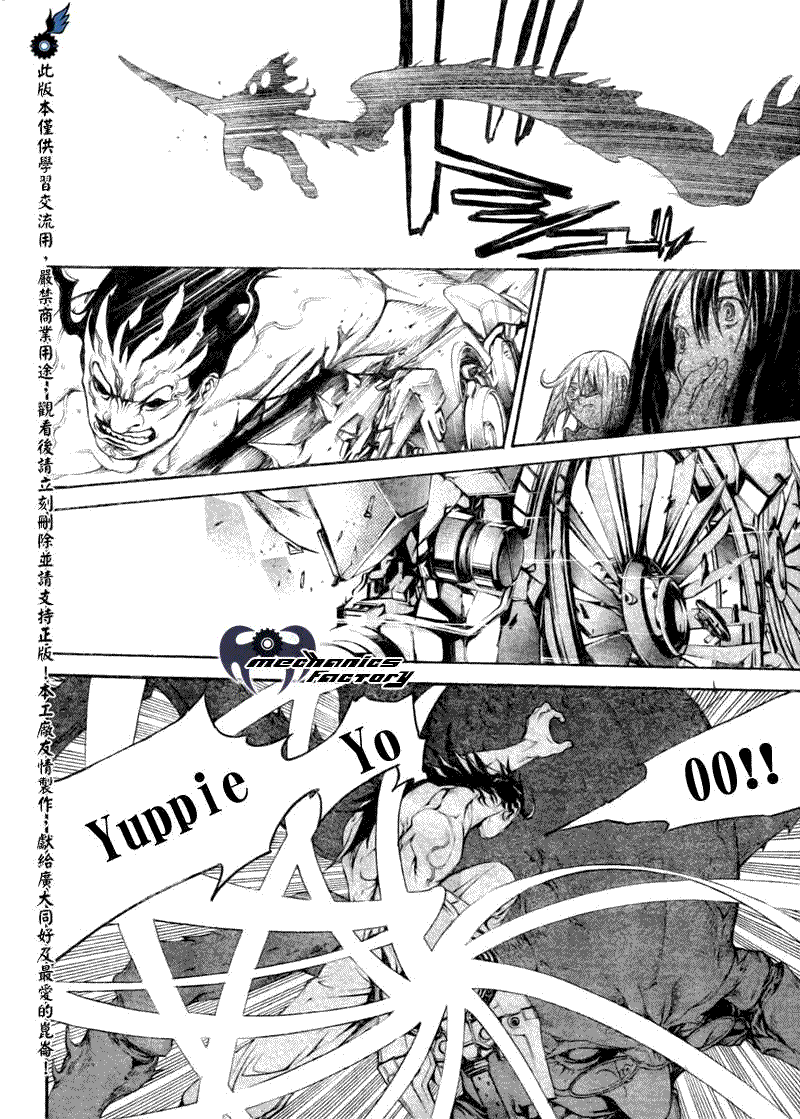 此版本僅供學習交流用，嚴禁商業用途！觀看後請立刻刪除並請支持正版！本工廠友情製作，獻給廣大同好及最愛的崑崙！
mechanics
factory
Yuppie
Yo
OO!!